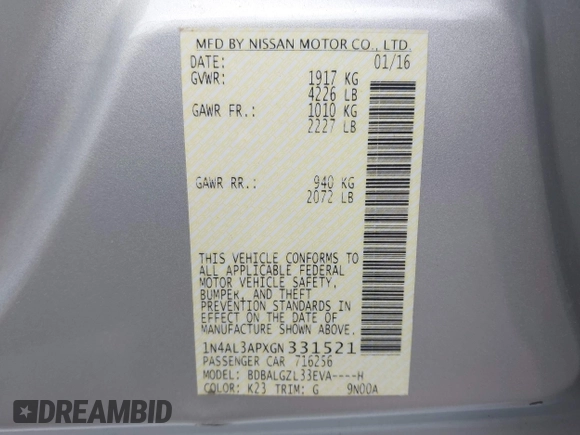 MFD BY NISSAN MOTOR CO., LTD.
DATE: 01/16
GVWR: 1917 KG
4226 LB
GAWR FR.: 1010 KG
2227 LB
GAWR RR.: 940 KG
2072 LB
THIS VEHICLE CONFORMS TO
ALL APPLICABLE FEDERAL
MOTOR VEHICLE SAFETY,
BUMPER, AND THEFT
PREVENTION STANDARDS IN
EFFECT ON THE DATE OF
MANUFACTURE SHOWN ABOVE.
1N4AL3APXGN331521
PASSENGER CAR 716256
MODEL: BDBALGZL33EVA----H
COLOR: K23 TRIM: G 9N00A
DREAMBID
.COM